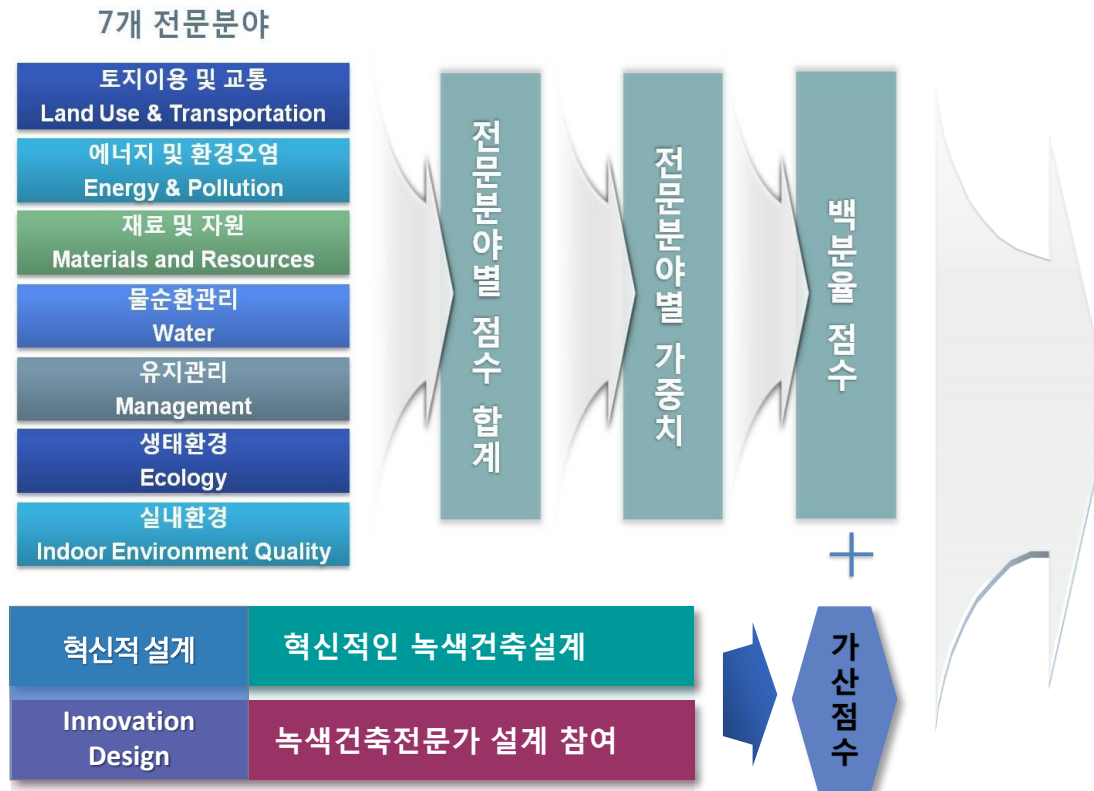 7개 전문분야
토지이용 및 교통
Land Use & Transportation
에너지 및 환경오염
Energy & Pollution
재료 및 자원
Materials and Resources
물순환관리
Water
유지관리
Management
생태환경
Ecology
실내환경
Indoor Environment Quality
전문분야별 점수 합계
전문분야별 가중치
백분율 점수
+
혁신적 설계
Innovation
Design
혁신적인 녹색건축설계
녹색건축전문가 설계 참여
가산점수